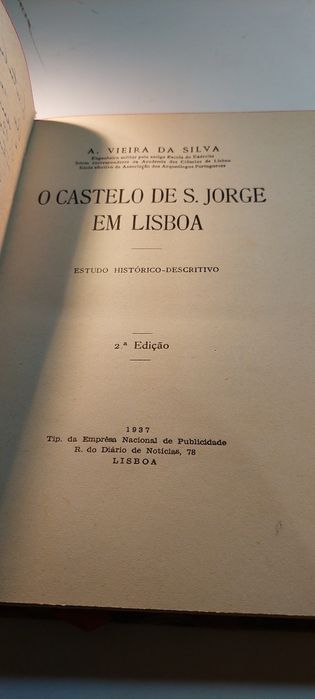 A. VIEIRA DA SILVA
Engenheiro militar pela antiga Escola do Exército
Sócio correspondente da Academia das Ciências de Lisboa
Sócio efectivo da Associação dos Arqueólogos Portugueses
O CASTELO DE S. JORGE
EM LISBOA
ESTUDO HISTÓRICO-DESCRITIVO
2.ª Edição
1937
Tip. da Emprêsa Nacional de Publicidade
R. do Diário de Notícias, 78
LISBOA